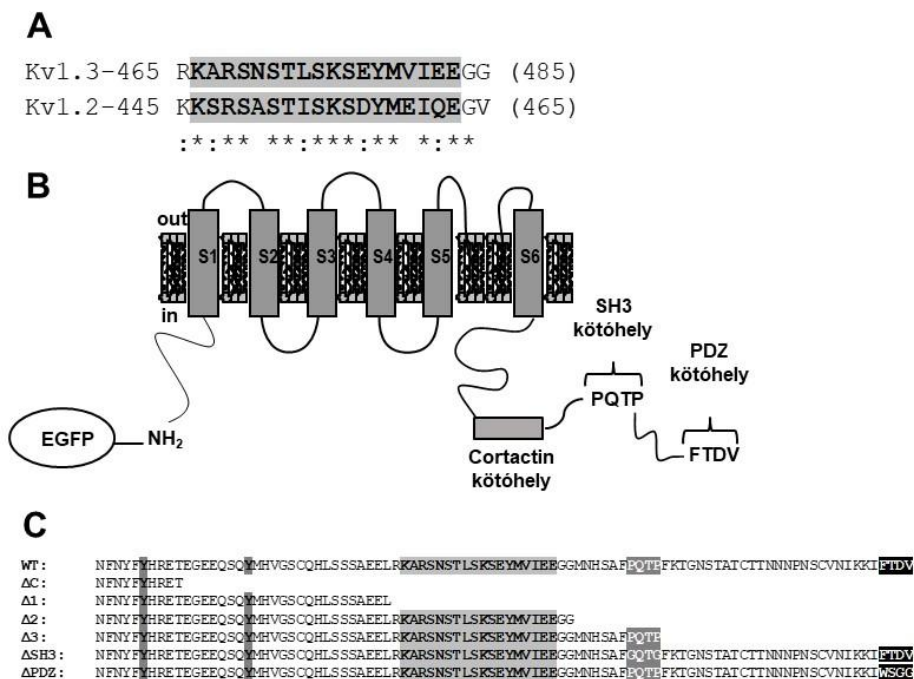 A
Kv1.3-465 RKARSNSTLSKSEYMVIEEGG (485)
Kv1.2-445 KKSRSASTISKSDYMEIQEGV (465)
:*:** **:***:** *:**
B
out
S1 S2 S3 S4 S5 S6
in
SH3
kötóhely
PDZ
kötóhely
PQTP
EGFP NH2
FTDV
Cortactin
kötóhely
C
WT: NFNYFYHRETEGEEQSQYMHVGSCQHLSSSAEELRKARSNSTLSKSEYMVIEEGGMNHSAFPQTPFKTGNSTATCTTNNNPNSCVNIKKIFTDV
ΔC: NFNYFYHRET
Δ1: NFNYFYHRETEGEEQSQYMHVGSCQHLSSSAEEL
Δ2: NFNYFYHRETEGEEQSQYMHVGSCQHLSSSAEELRKARSNSTLSKSEYMVIEEGG
Δ3: NFNYFYHRETEGEEQSQYMHVGSCQHLSSSAEELRKARSNSTLSKSEYMVIEEGGMNHSAFPQTP
ΔSH3: NFNYFYHRETEGEEQSQYMHVGSCQHLSSSAEELRKARSNSTLSKSEYMVIEEGGMNHSAFGQTGFKTGNSTATCTTNNNPNSCVNIKKIFTDV
ΔPDZ: NFNYFYHRETEGEEQSQYMHVGSCQHLSSSAEELRKARSNSTLSKSEYMVIEEGGMNHSAFPQTPFKTGNSTATCTTNNNPNSCVNIKKIWSGG